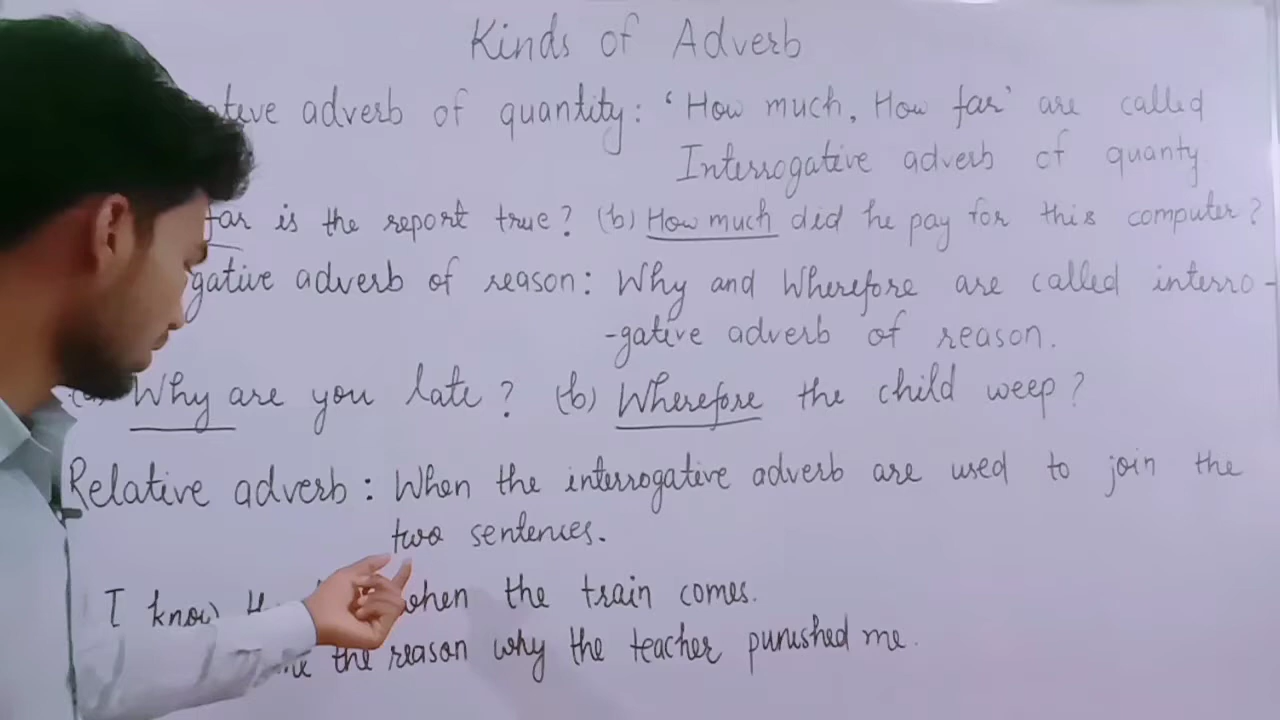 Kinds of Adverb
adverb of quantity: 'How much, How far' are called
Interrogative adverb of quanty.
far is the report true? (b) How much did he pay for this computer?
adverb of reason: Why and Wherefore are called interro-
-gative adverb of reason.
Why are you late? (b) Wherefore the child weep?
Relative adverb: When the interrogative adverb are used to join the
two sentences.
I know when the train comes.
me the reason why the teacher punished me.